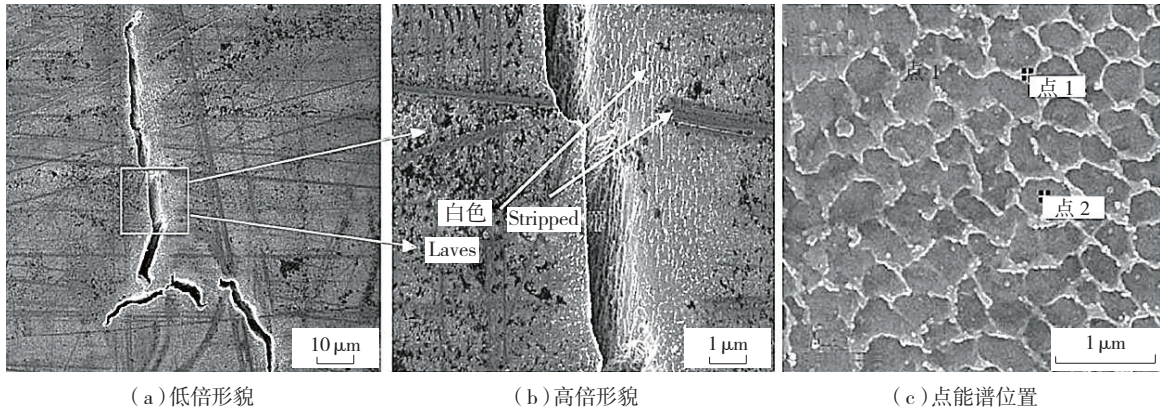 点 1
点 1
点 2
白色
Stripped
Laves
10 μm
1 μm
1 μm
(a)低倍形貌
(b)高倍形貌
(c)点能谱位置